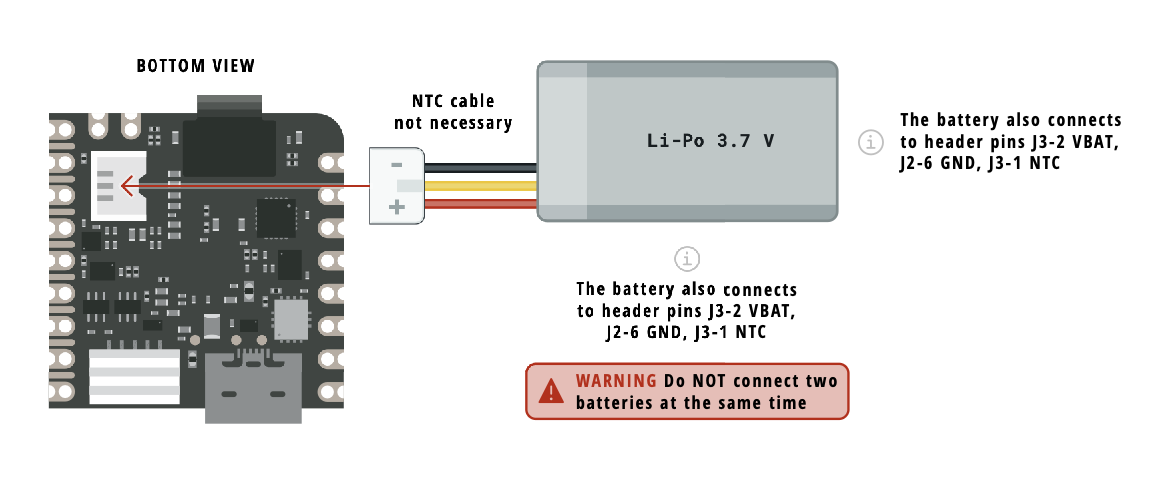 BOTTOM VIEW
NTC cable
not necessary
-
+
Li-Po 3.7 V
i
The battery also connects
to header pins J3-2 VBAT,
J2-6 GND, J3-1 NTC
i
The battery also connects
to header pins J3-2 VBAT,
J2-6 GND, J3-1 NTC
WARNING Do NOT connect two
batteries at the same time